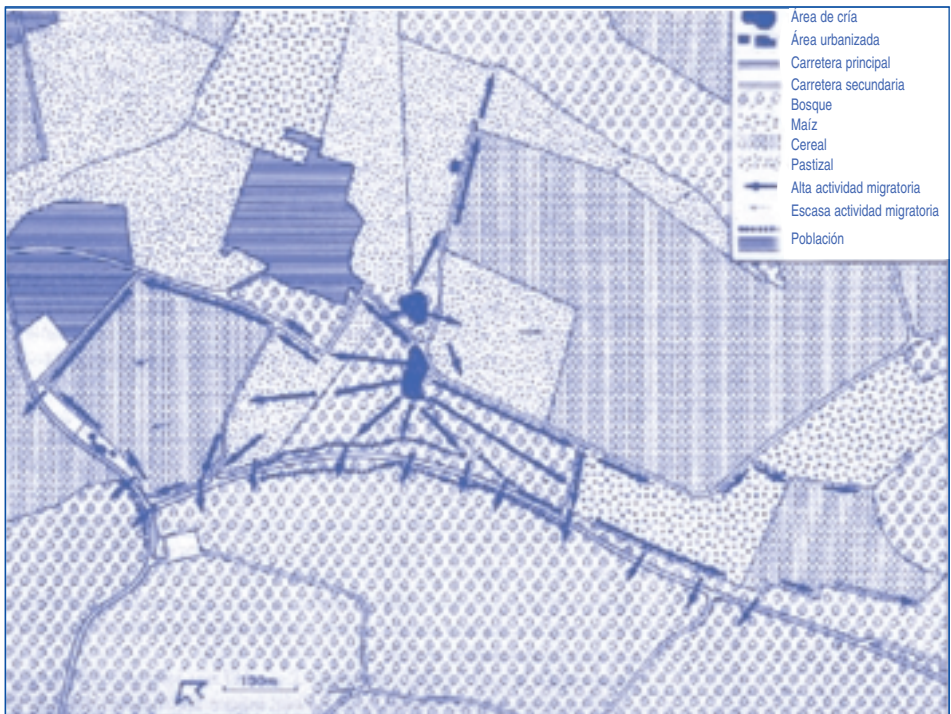 Área de cría
Área urbanizada
Carretera principal
Carretera secundaria
Bosque
Maíz
Cereal
Pastizal
Alta actividad migratoria
Escasa actividad migratoria
Población
100m